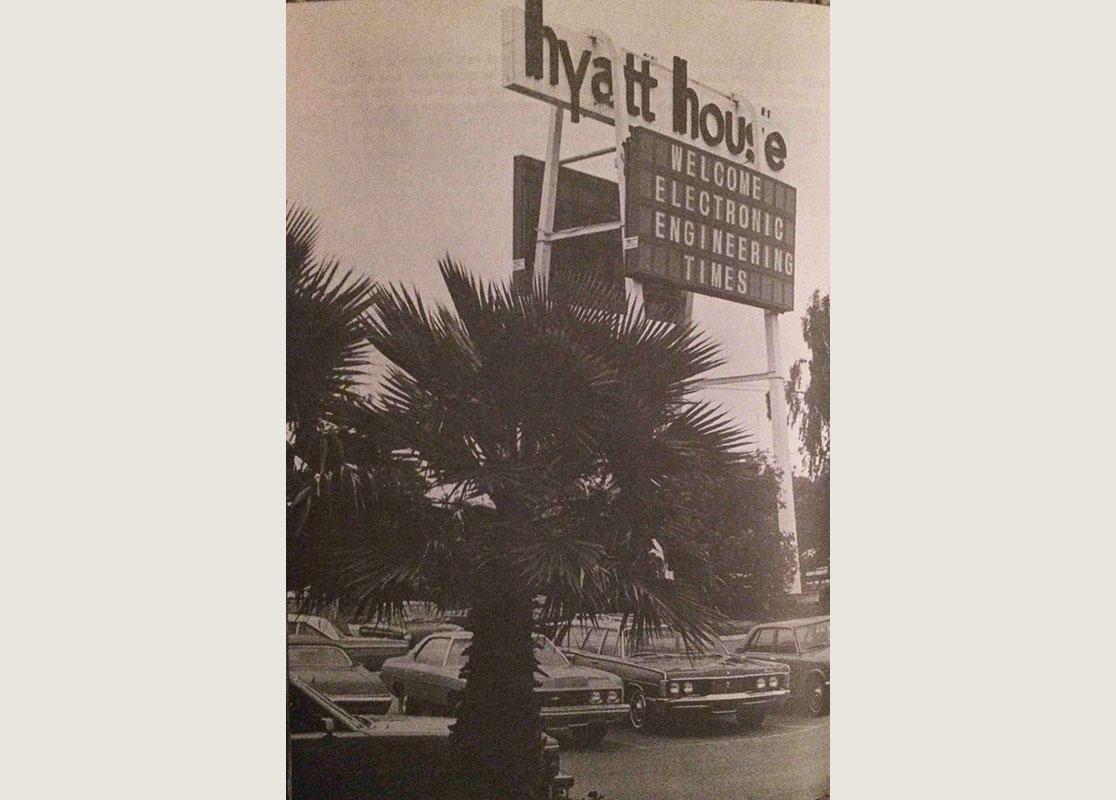 hyatt house
WELCOME
ELECTRONIC
ENGINEERING
TIMES